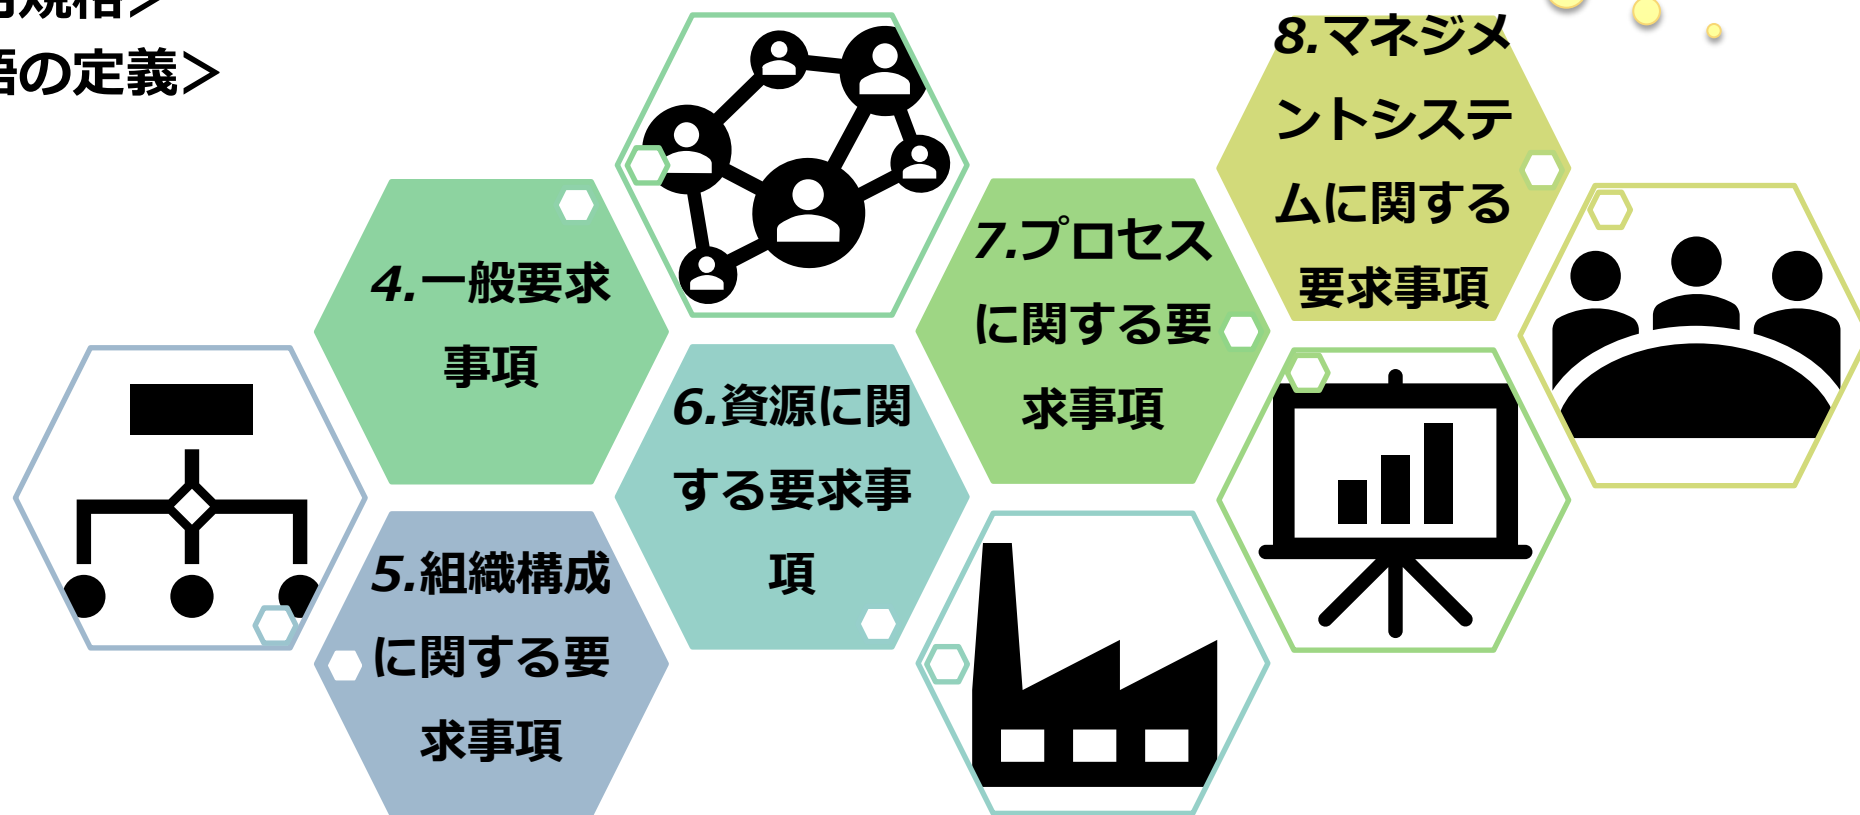 規格＞
語の定義＞
4.一般要求
事項
5.組織構成
に関する要
求事項
6.資源に関
する要求事
項
7.プロセス
に関する要
求事項
8.マネジメ
ントシステ
ムに関する
要求事項